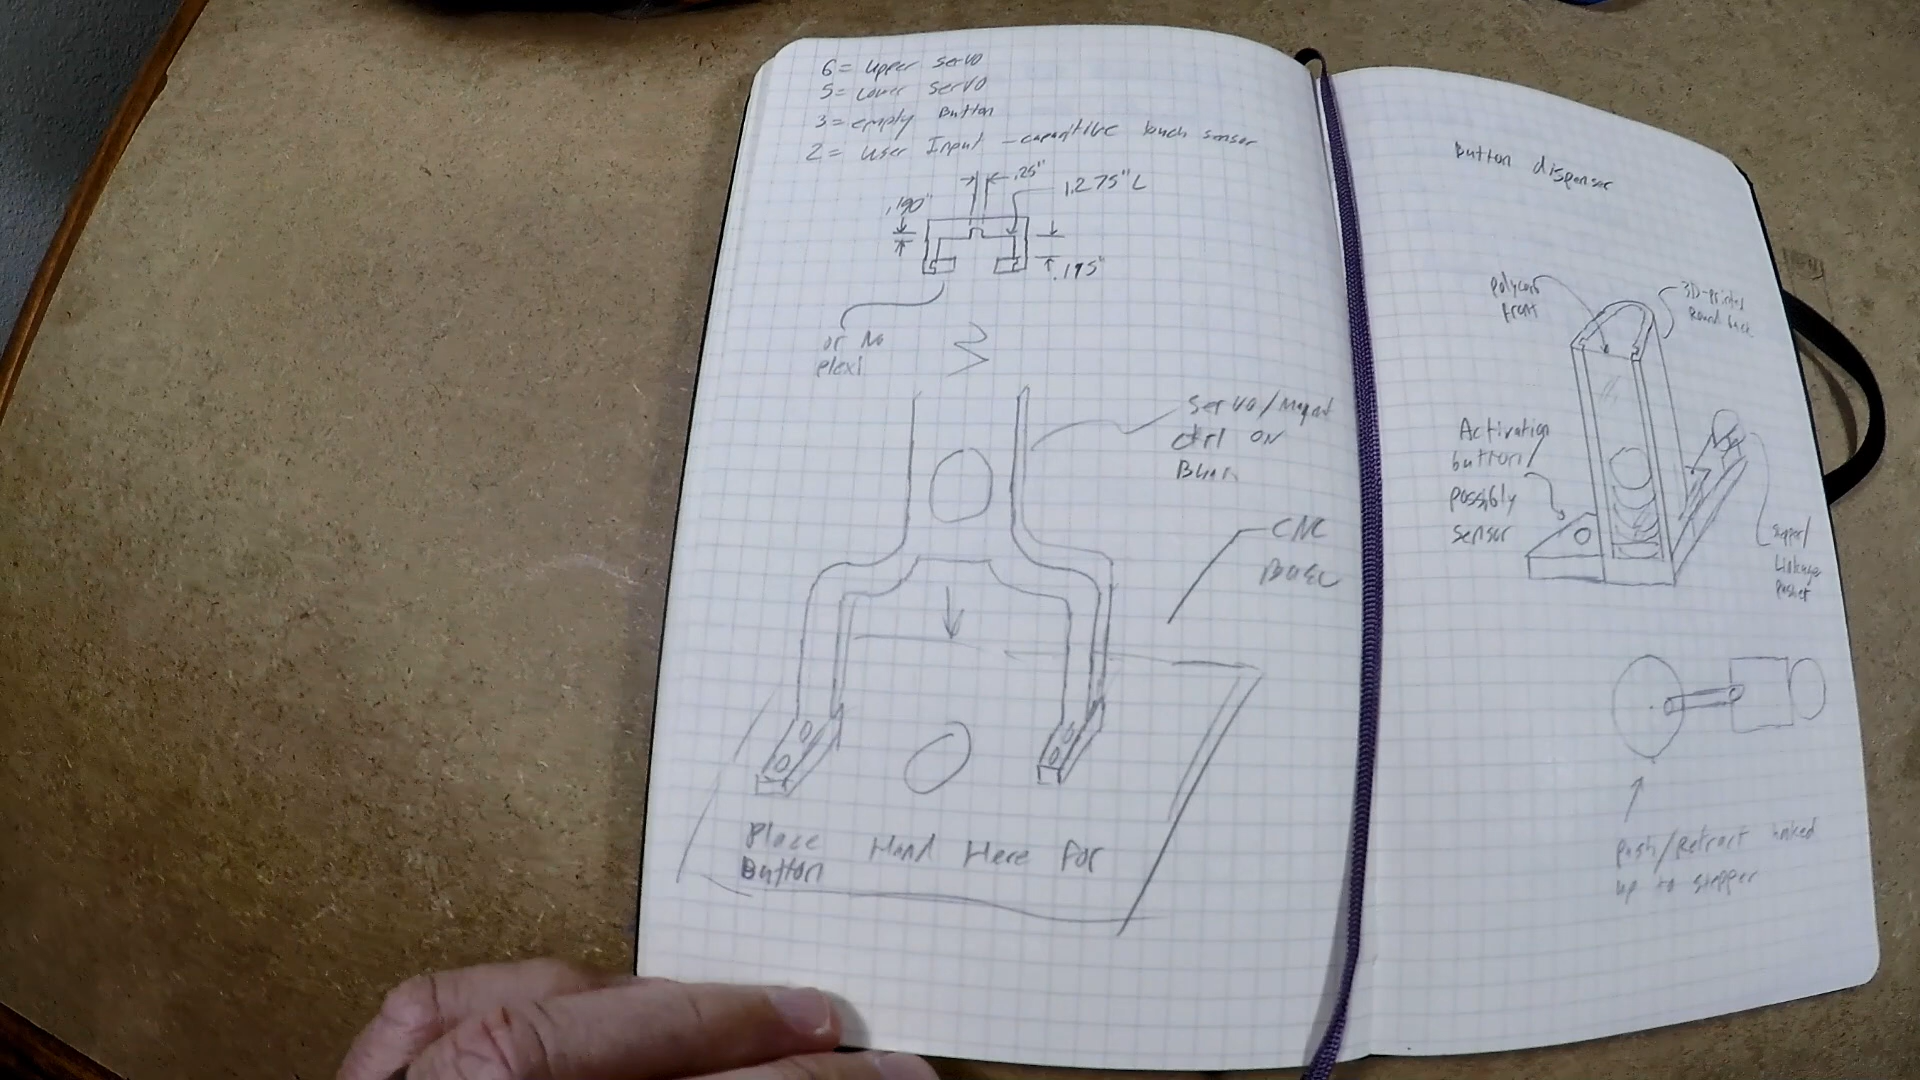 6= Upper Servo
5= Lower Servo
3= empty Button
2= User Input - capacitive touch sensor
.25"
1.275" L
.190"
.195"
or No
plexi
Servo/Magnet
ctrl on
CNC
Base
Place Hand Here For
Button
Button dispenser
polycarb
front
3D-printed
Round back
Activation
button/
possibly
sensor
stepper/
Linkage
pusher
Push/Retract linked
up to stepper